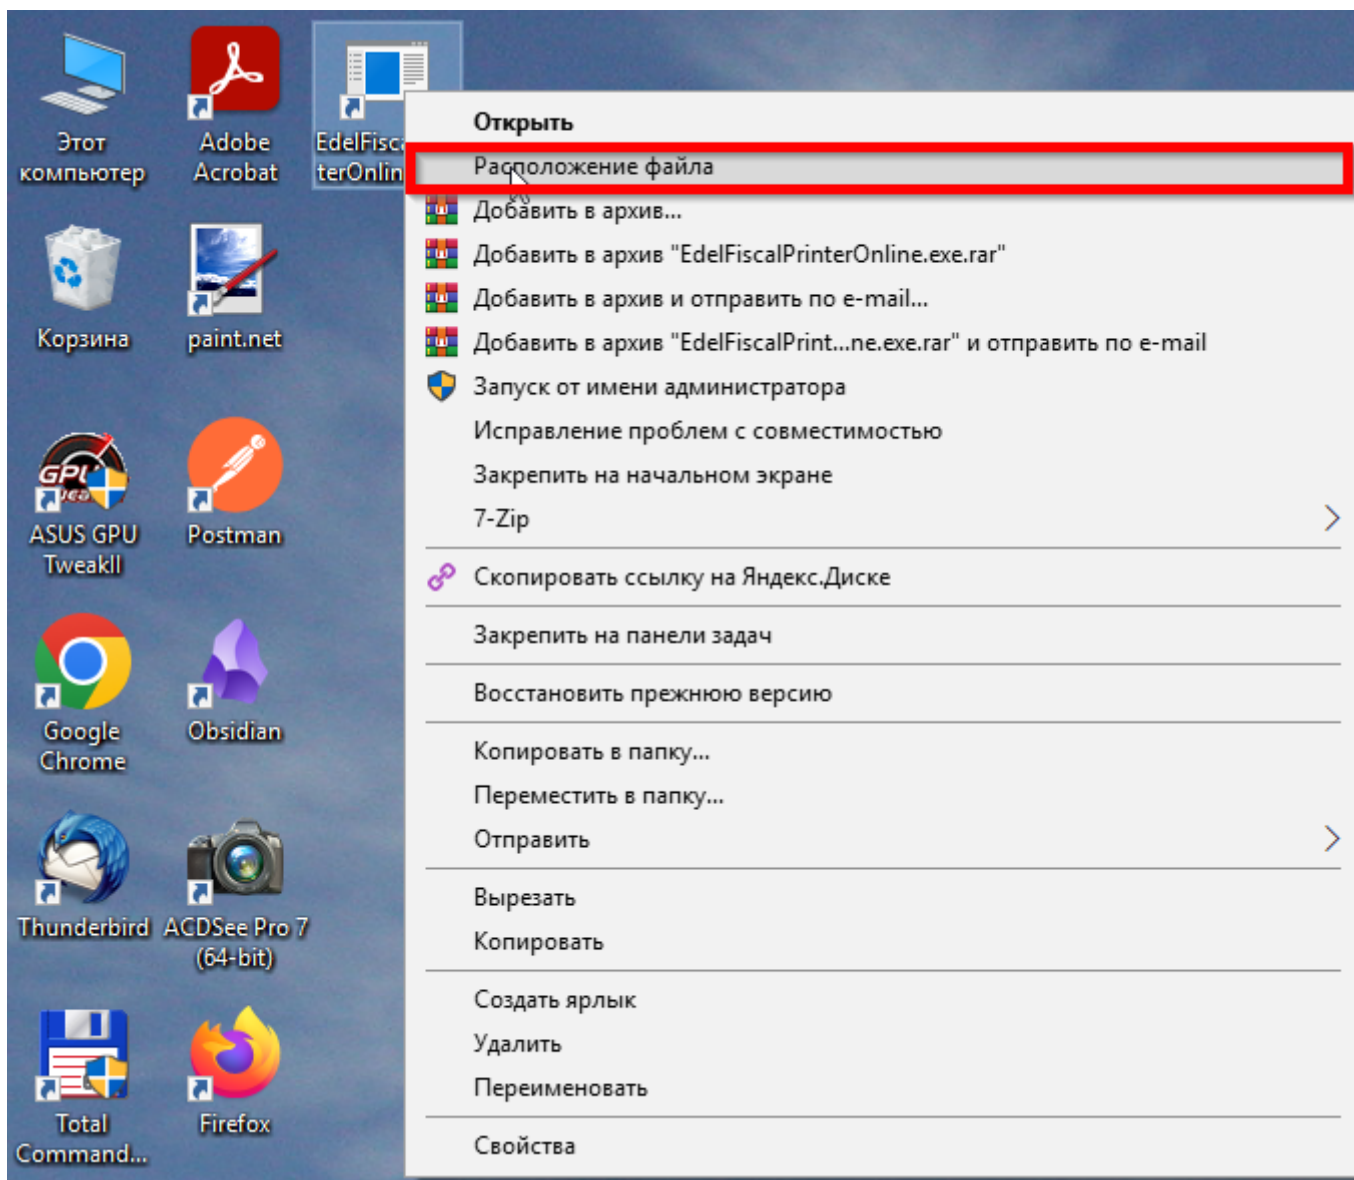 Этот
компьютер
Adobe
Acrobat
EdelFisc
terOnlin
Корзина
paint.net
ASUS GPU
TweakII
Postman
Google
Chrome
Obsidian
Thunderbird
ACDSee Pro 7
(64-bit)
Total
Command...
Firefox
Открыть
Расположение файла
Добавить в архив...
Добавить в архив "EdelFiscalPrinterOnline.exe.rar"
Добавить в архив и отправить по e-mail...
Добавить в архив "EdelFiscalPrint...ne.exe.rar" и отправить по e-mail
Запуск от имени администратора
Исправление проблем с совместимостью
Закрепить на начальном экране
7-Zip
Скопировать ссылку на Яндекс.Диске
Закрепить на панели задач
Восстановить прежнюю версию
Копировать в папку...
Переместить в папку...
Отправить
Вырезать
Копировать
Создать ярлык
Удалить
Переименовать
Свойства